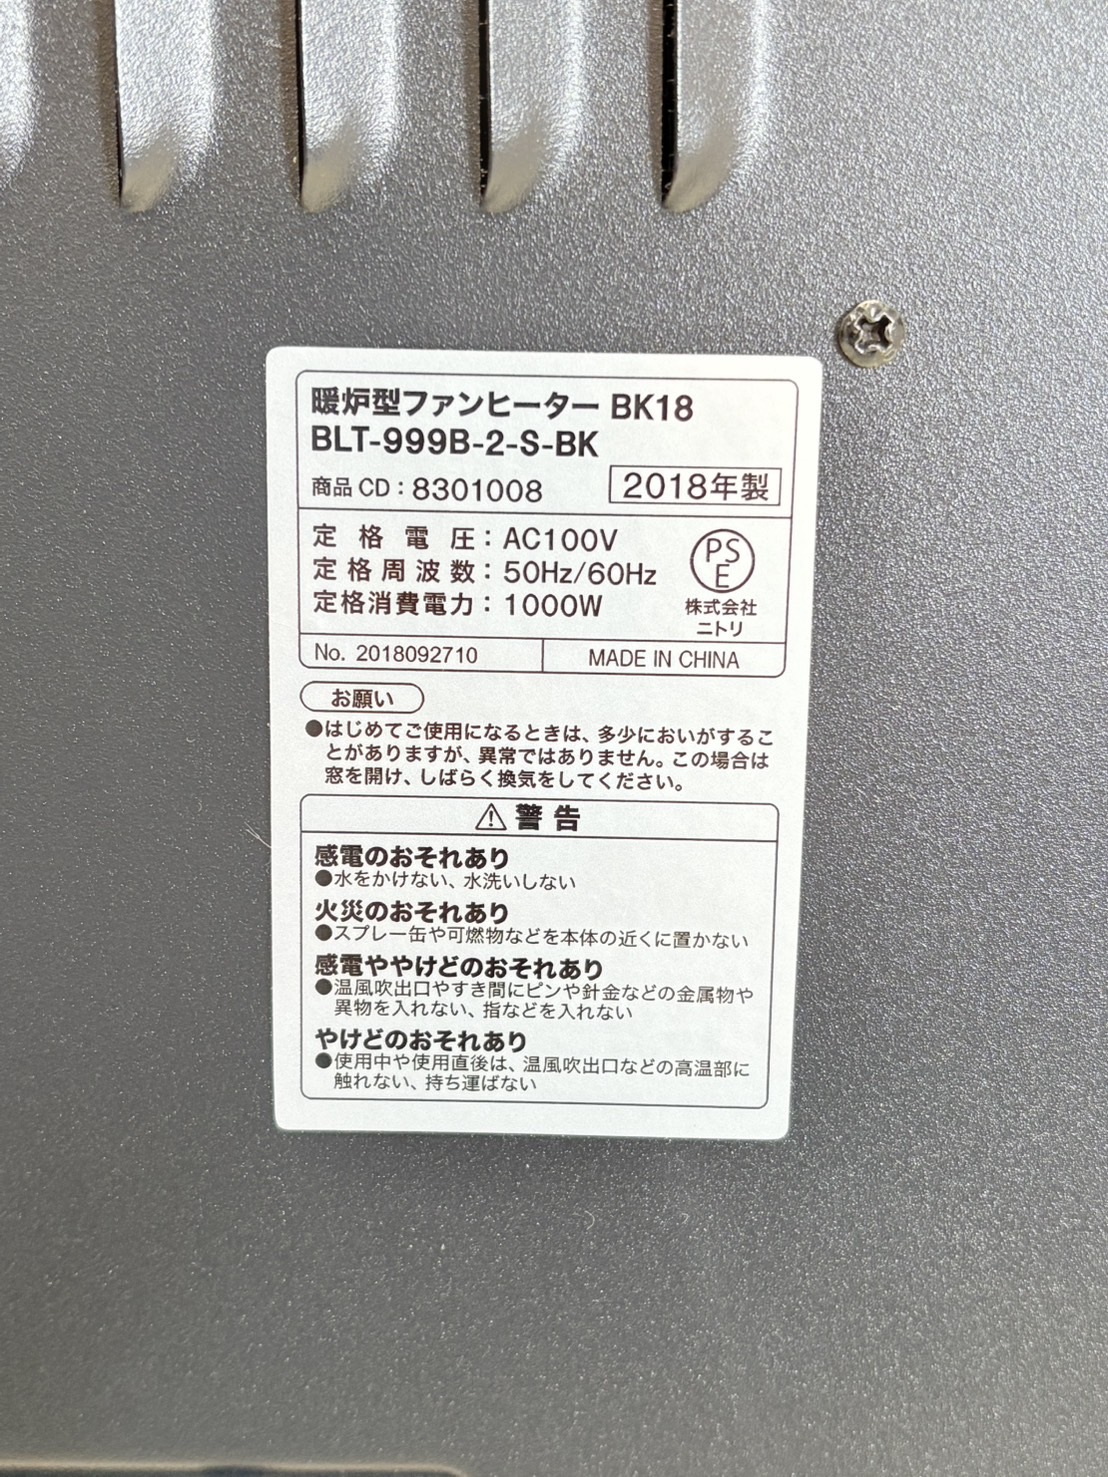 暖炉型ファンヒーター BK18
BLT-999B-2-S-BK
商品CD：8301008
2018年製
定格電圧：AC100V
定格周波数：50Hz/60Hz
定格消費電力：1000W
PSE
株式会社
ニトリ
No. 2018092710
MADE IN CHINA
お願い
●はじめてご使用になるときは、多少においがするこ
とがありますが、異常ではありません。この場合は
窓を開け、しばらく換気をしてください。
⚠ 警告
感電のおそれあり
●水をかけない、水洗いしない
火災のおそれあり
●スプレー缶や可燃物などを本体の近くに置かない
感電ややけどのおそれあり
●温風吹出口やすき間にピンや針金などの金属物や
異物を入れない、指などを入れない
やけどのおそれあり
●使用中や使用直後は、温風吹出口などの高温部に
触れない、持ち運ばない